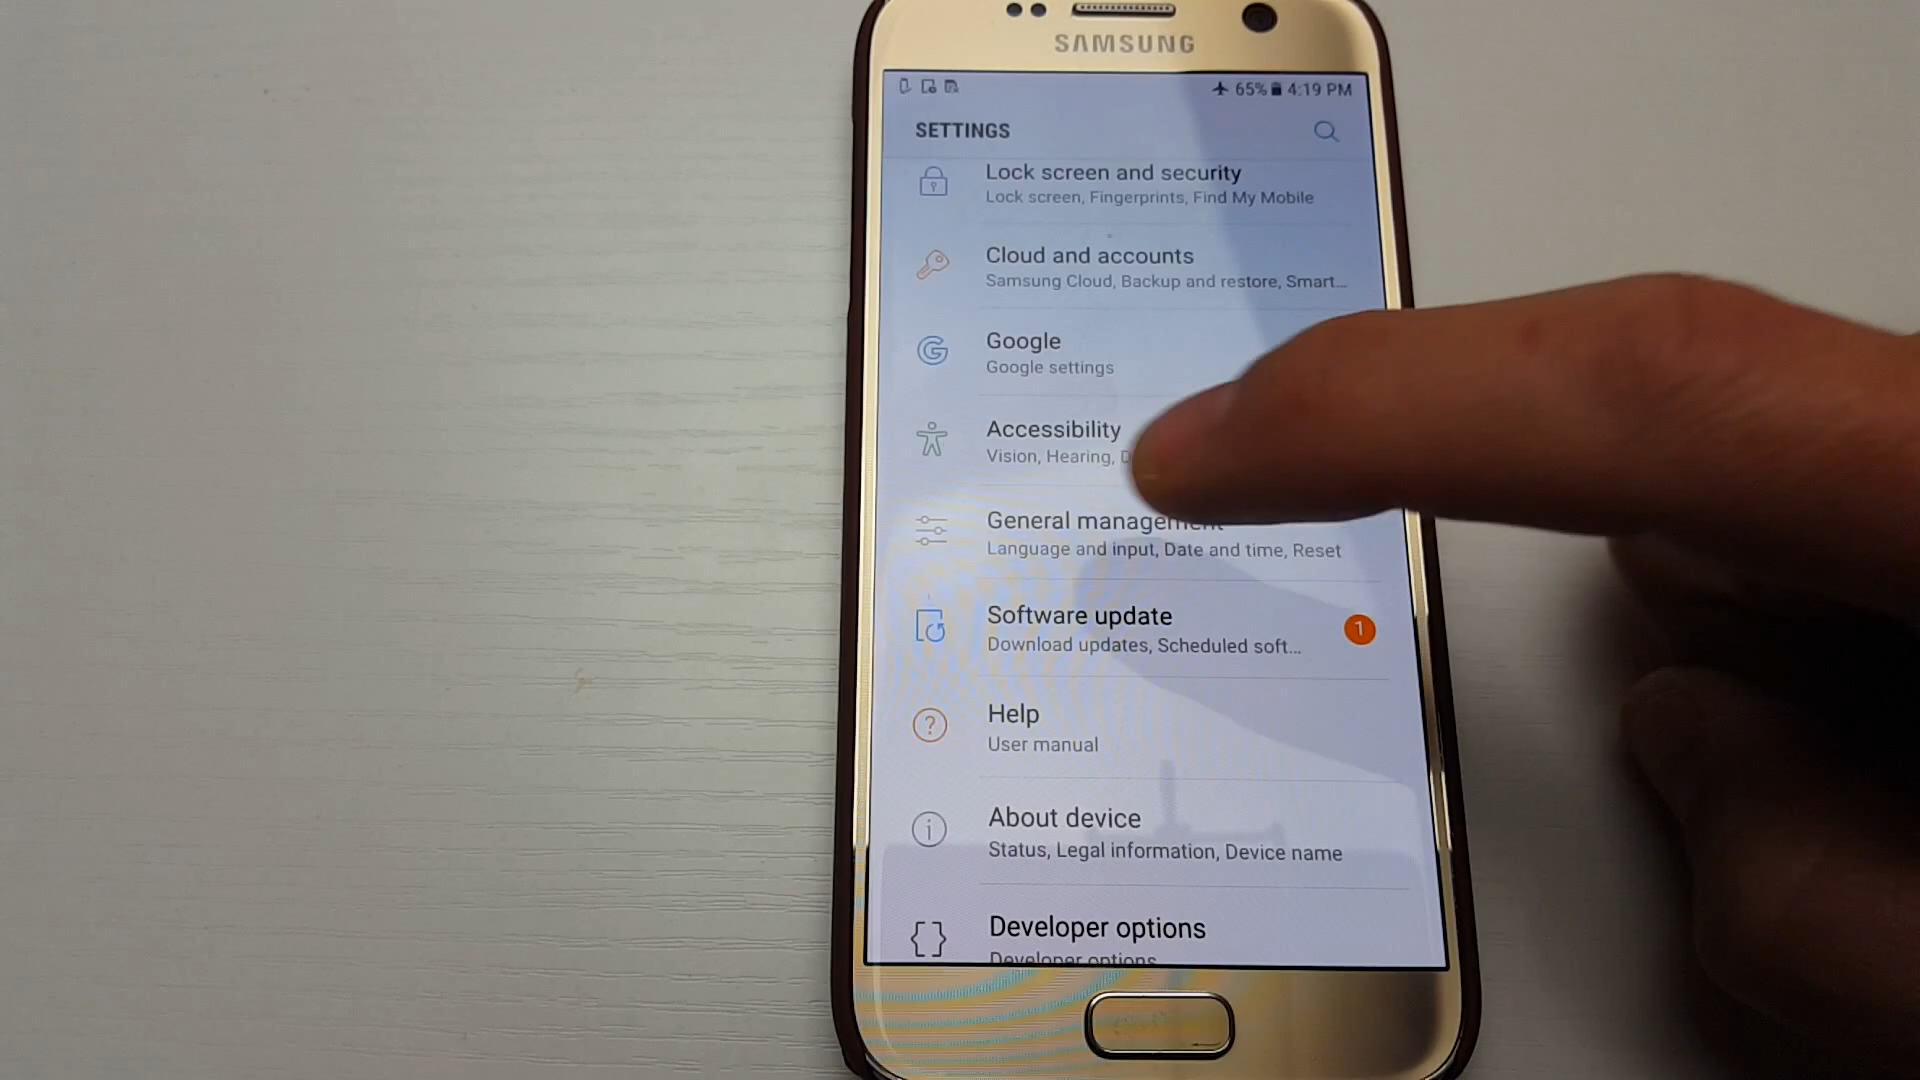 SAMSUNG
65% 4:19 PM
SETTINGS
Lock screen and security
Lock screen, Fingerprints, Find My Mobile
Cloud and accounts
Samsung Cloud, Backup and restore, Smart...
Google
Google settings
Accessibility
Vision, Hearing, D
General management
Language and input, Date and time, Reset
Software update
1
Download updates, Scheduled soft...
Help
User manual
About device
Status, Legal information, Device name
Developer options
Developer options